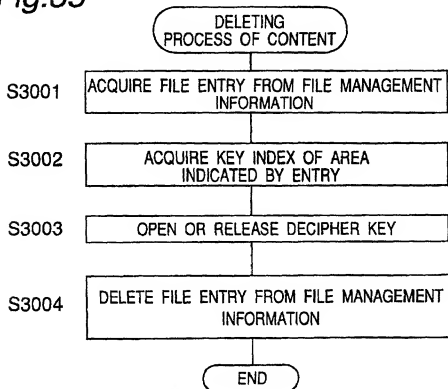 Fig.35
DELETING
PROCESS OF CONTENT
S3001
ACQUIRE FILE ENTRY FROM FILE MANAGEMENT
INFORMATION
S3002
ACQUIRE KEY INDEX OF AREA
INDICATED BY ENTRY
S3003
OPEN OR RELEASE DECIPHER KEY
S3004
DELETE FILE ENTRY FROM FILE MANAGEMENT
INFORMATION
END